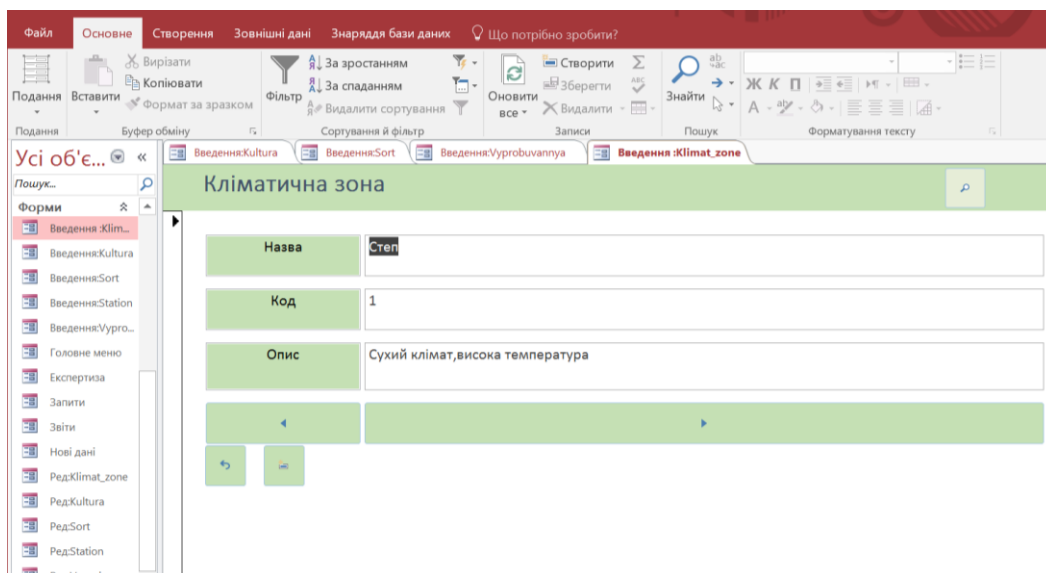 Файл Основне Створення Зовнішні дані Знаряддя бази даних Що потрібно зробити?
Подання
Вставити
Вирізати
Копіювати
Формат за зразком
Фільтр
За зростанням
За спаданням
Видалити сортування
Оновити все
Створити
Зберегти
Видалити
Знайти
Ж К П
Подання Буфер обміну Сортування й фільтр Записи Пошук Форматування тексту
Усі об'є...
Пошук...
Форми
Введення :Klim...
Введення:Kultura
Введення:Sort
Введення:Station
Введення:Vypro...
Головне меню
Експертиза
Запити
Звіти
Нові дані
Ред:Klimat_zone
Ред:Kultura
Ред:Sort
Ред:Station
Введення:Kultura Введення:Sort Введення:Vyprobuvannya Введення :Klimat_zone
Кліматична зона
Назва Степ
Код 1
Опис Сухий клімат,висока температура